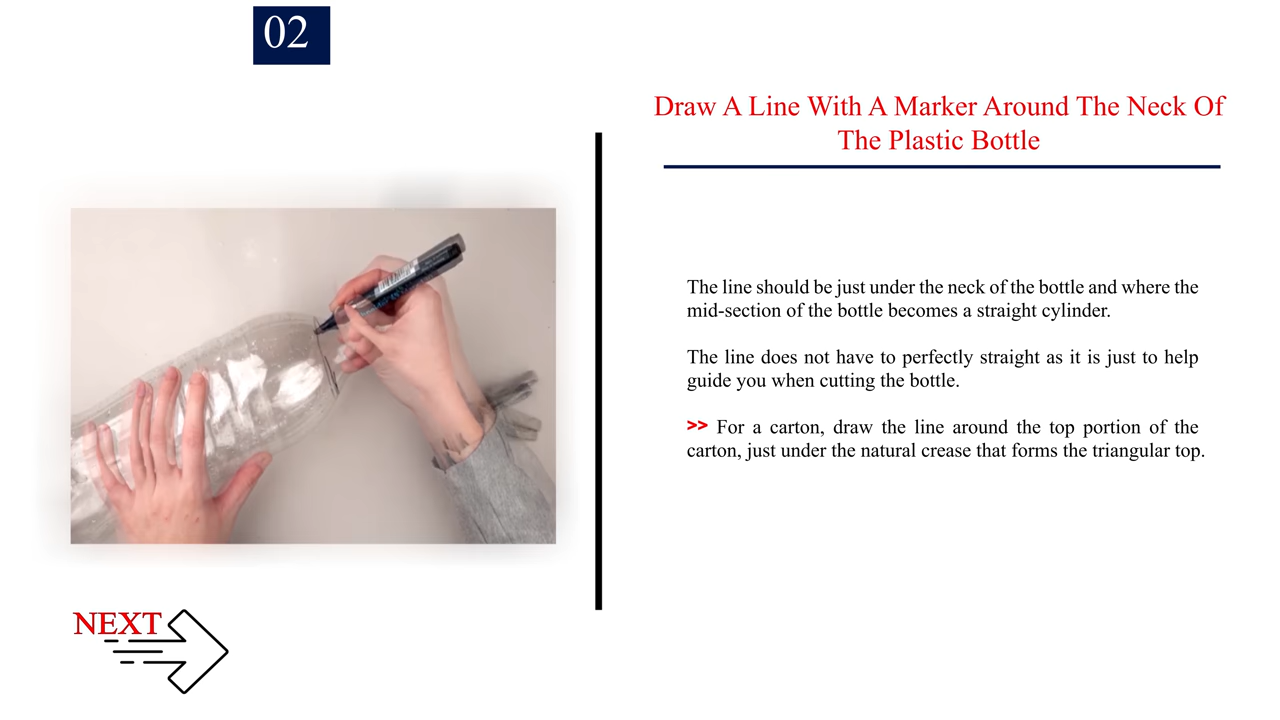 02
Draw A Line With A Marker Around The Neck Of
The Plastic Bottle
The line should be just under the neck of the bottle and where the
mid-section of the bottle becomes a straight cylinder.
The line does not have to perfectly straight as it is just to help
guide you when cutting the bottle.
>> For a carton, draw the line around the top portion of the
carton, just under the natural crease that forms the triangular top.
NEXT